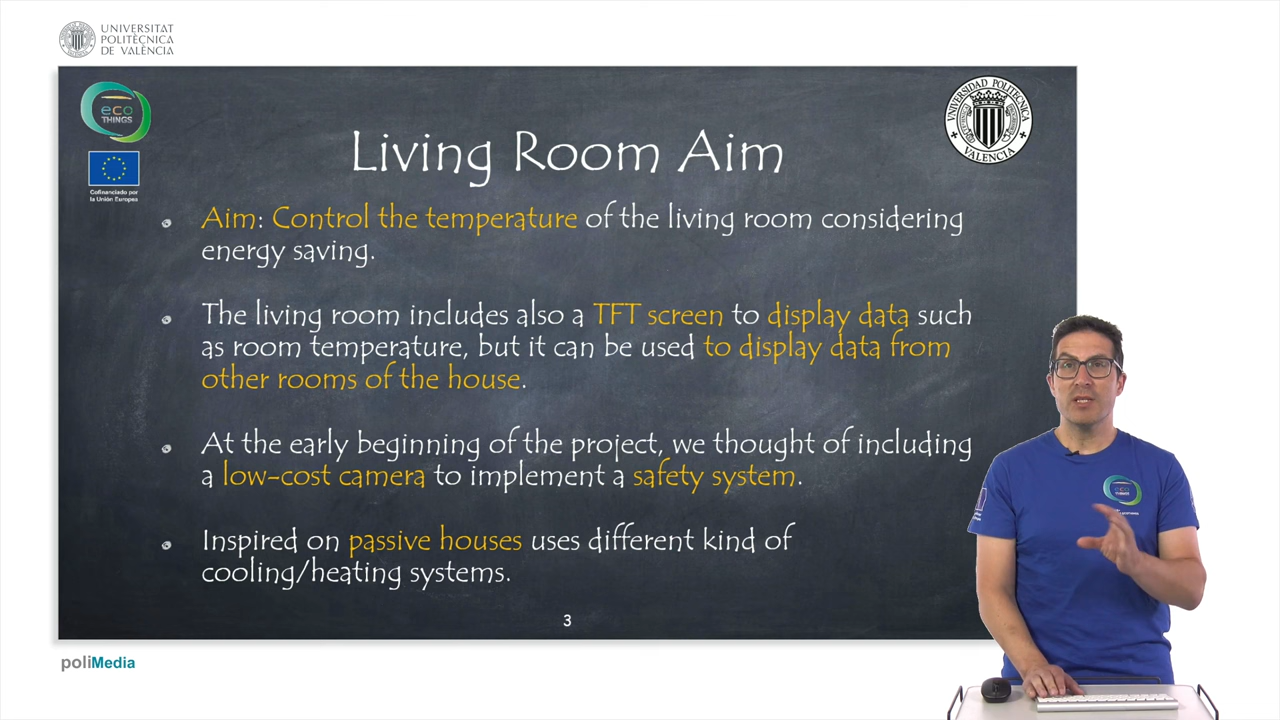 UNIVERSITAT
POLITÈCNICA
DE VALÈNCIA
eco
THINGS
Cofinanciado por
la Unión Europea
UNIVERSIDAD POLITECNICA
VALENCIA
Living Room Aim
Aim: Control the temperature of the living room considering
energy saving.
The living room includes also a TFT screen to display data such
as room temperature, but it can be used to display data from
other rooms of the house.
At the early beginning of the project, we thought of including
a low-cost camera to implement a safety system.
Inspired on passive houses uses different kind of
cooling/heating systems.
3
eco
THINGS
poliMedia